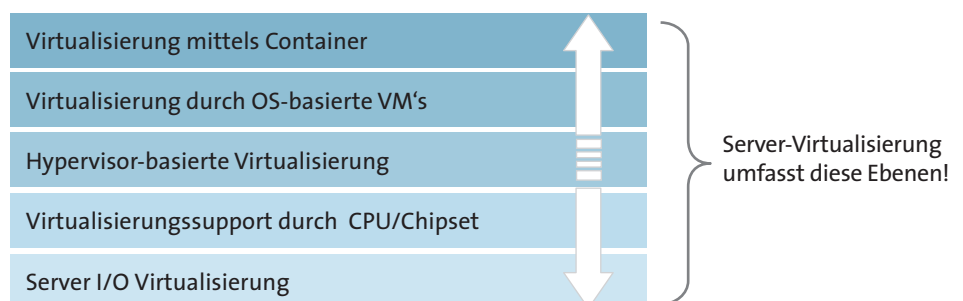 Virtualisierung mittels Container
Virtualisierung durch OS-basierte VM‘s
Hypervisor-basierte Virtualisierung
Virtualisierungssupport durch CPU/Chipset
Server I/O Virtualisierung
Server-Virtualisierung
umfasst diese Ebenen!